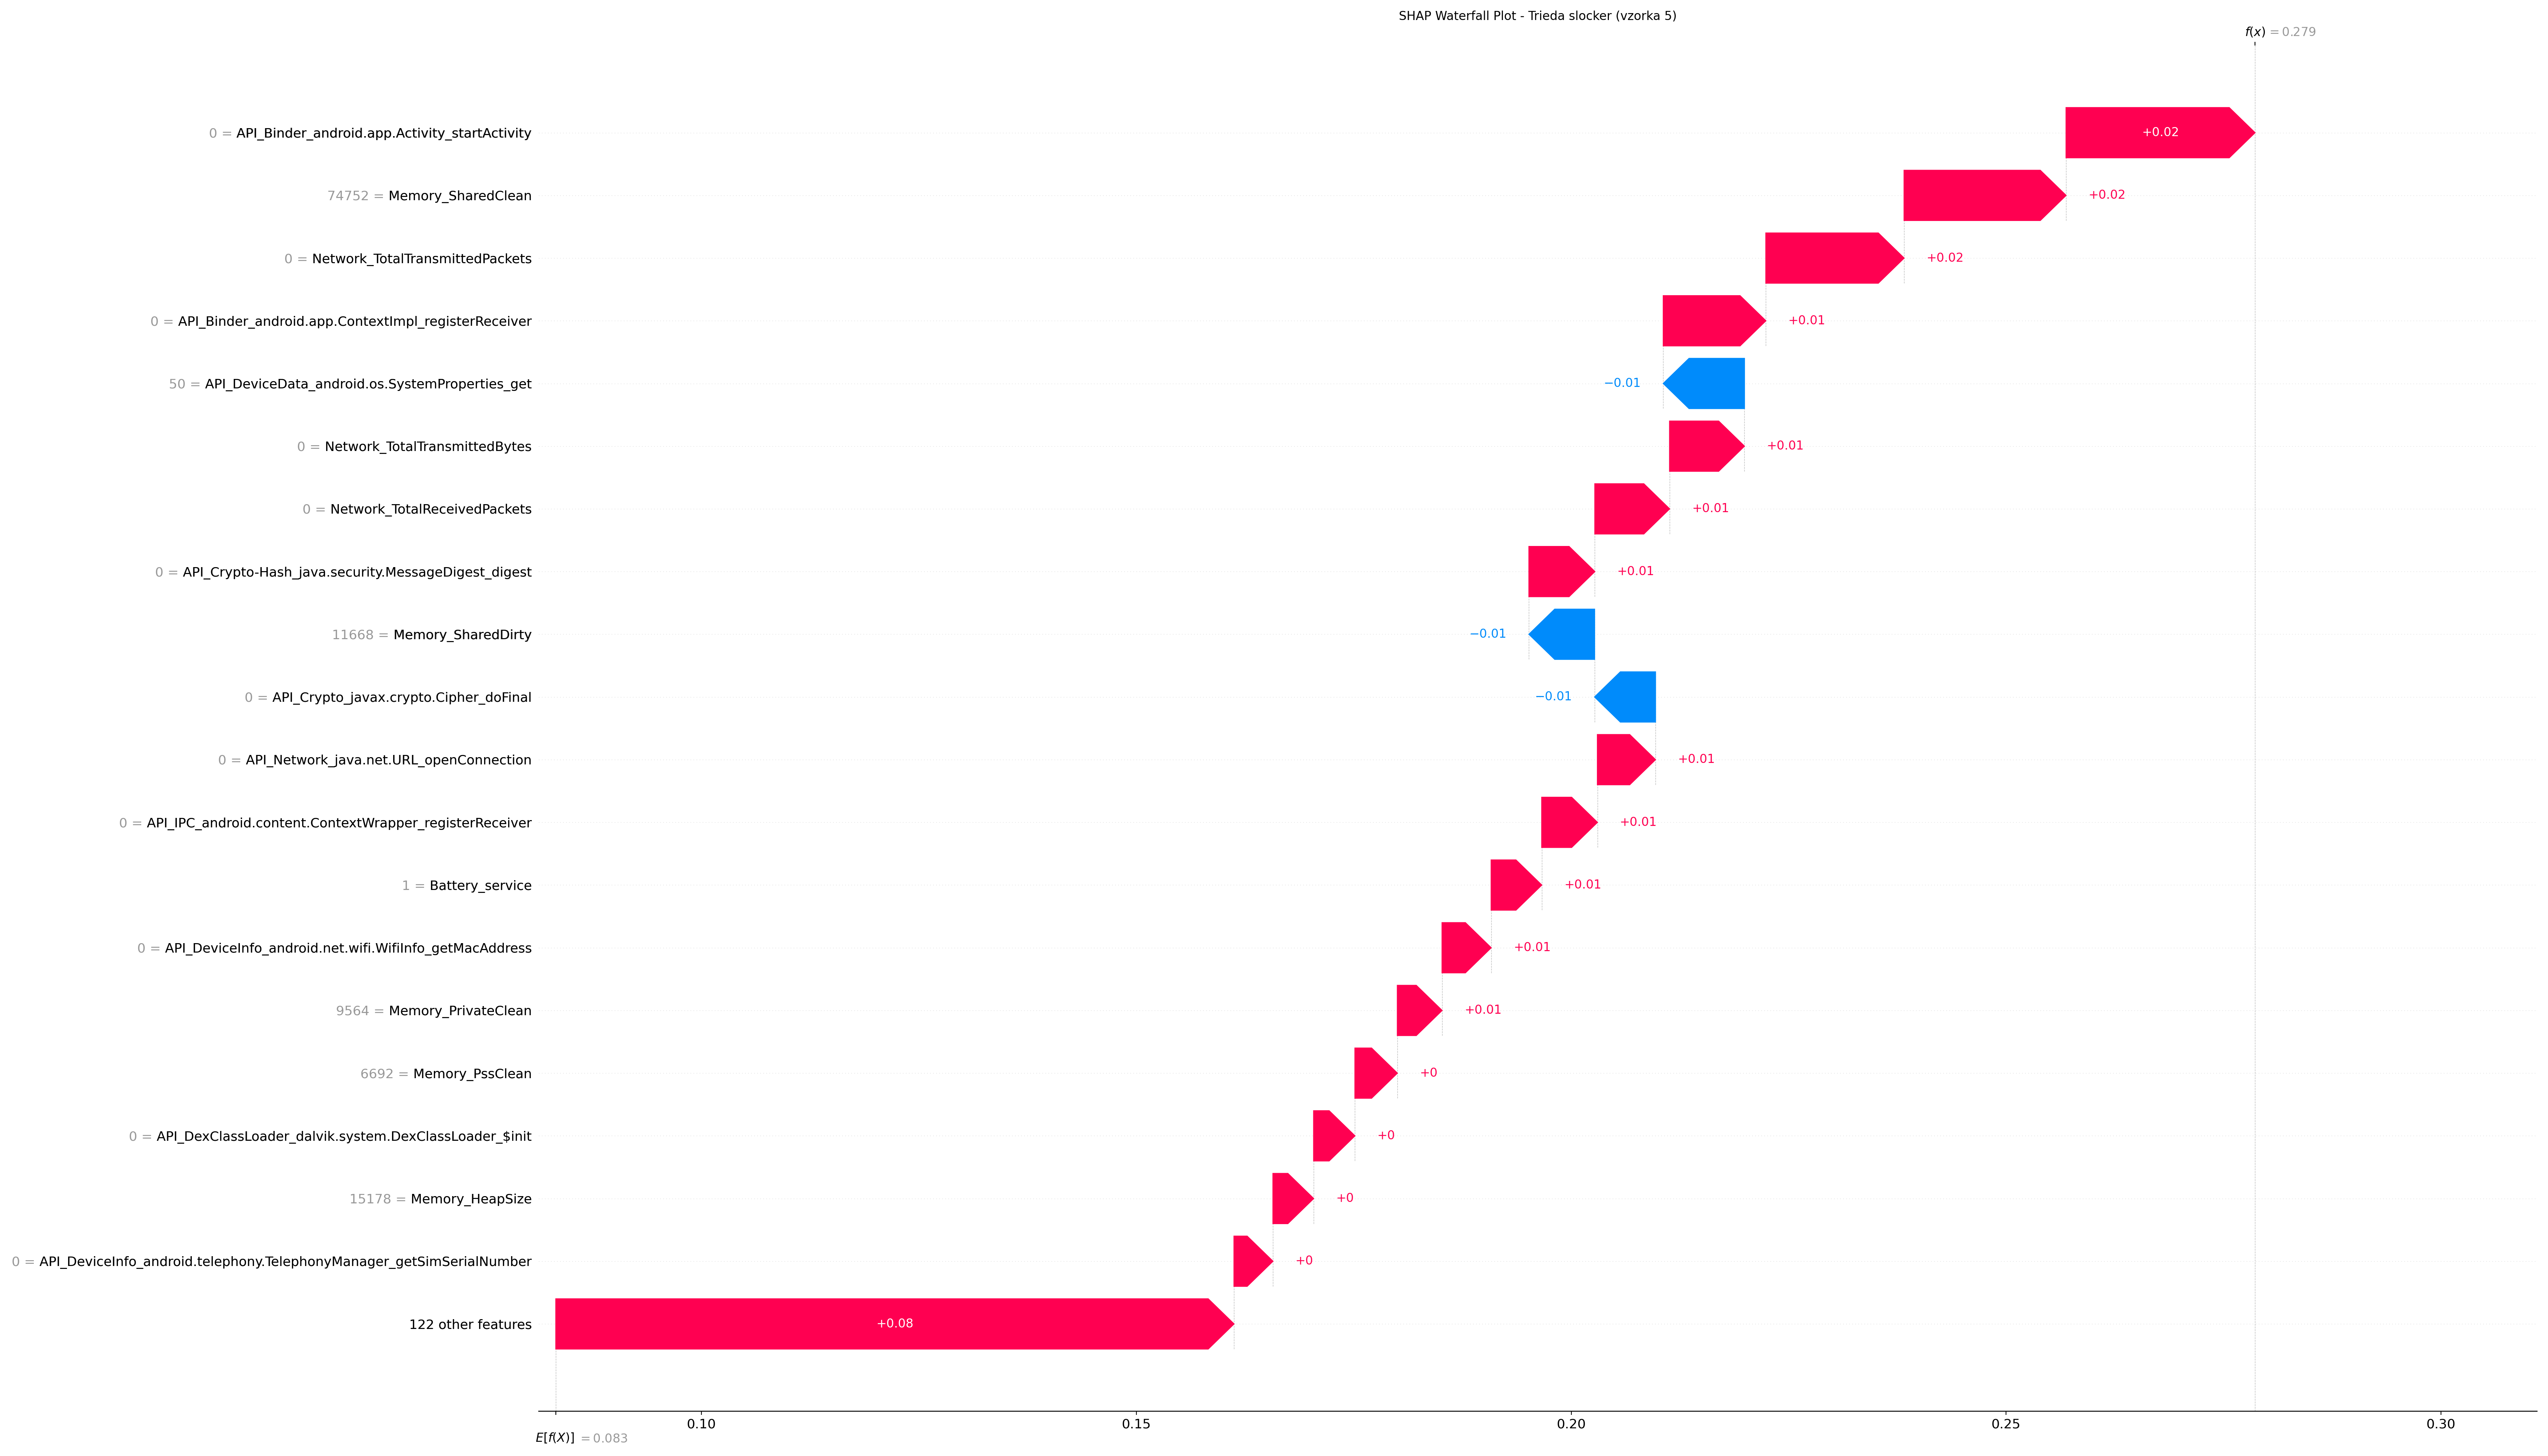 SHAP Waterfall Plot - Trieda slocker (vzorka 5)
f(x) = 0.279
0 = API_Binder_android.app.Activity_startActivity +0.02
74752 = Memory_SharedClean +0.02
0 = Network_TotalTransmittedPackets +0.02
0 = API_Binder_android.app.ContextImpl_registerReceiver +0.01
50 = API_DeviceData_android.os.SystemProperties_get −0.01
0 = Network_TotalTransmittedBytes +0.01
0 = Network_TotalReceivedPackets +0.01
0 = API_Crypto-Hash_java.security.MessageDigest_digest +0.01
11668 = Memory_SharedDirty −0.01
0 = API_Crypto_javax.crypto.Cipher_doFinal −0.01
0 = API_Network_java.net.URL_openConnection +0.01
0 = API_IPC_android.content.ContextWrapper_registerReceiver +0.01
1 = Battery_service +0.01
0 = API_DeviceInfo_android.net.wifi.WifiInfo_getMacAddress +0.01
9564 = Memory_PrivateClean +0.01
6692 = Memory_PssClean +0
0 = API_DexClassLoader_dalvik.system.DexClassLoader_$init +0
15178 = Memory_HeapSize +0
0 = API_DeviceInfo_android.telephony.TelephonyManager_getSimSerialNumber +0
122 other features +0.08
0.10 0.15 0.20 0.25 0.30
E[f(X)] = 0.083